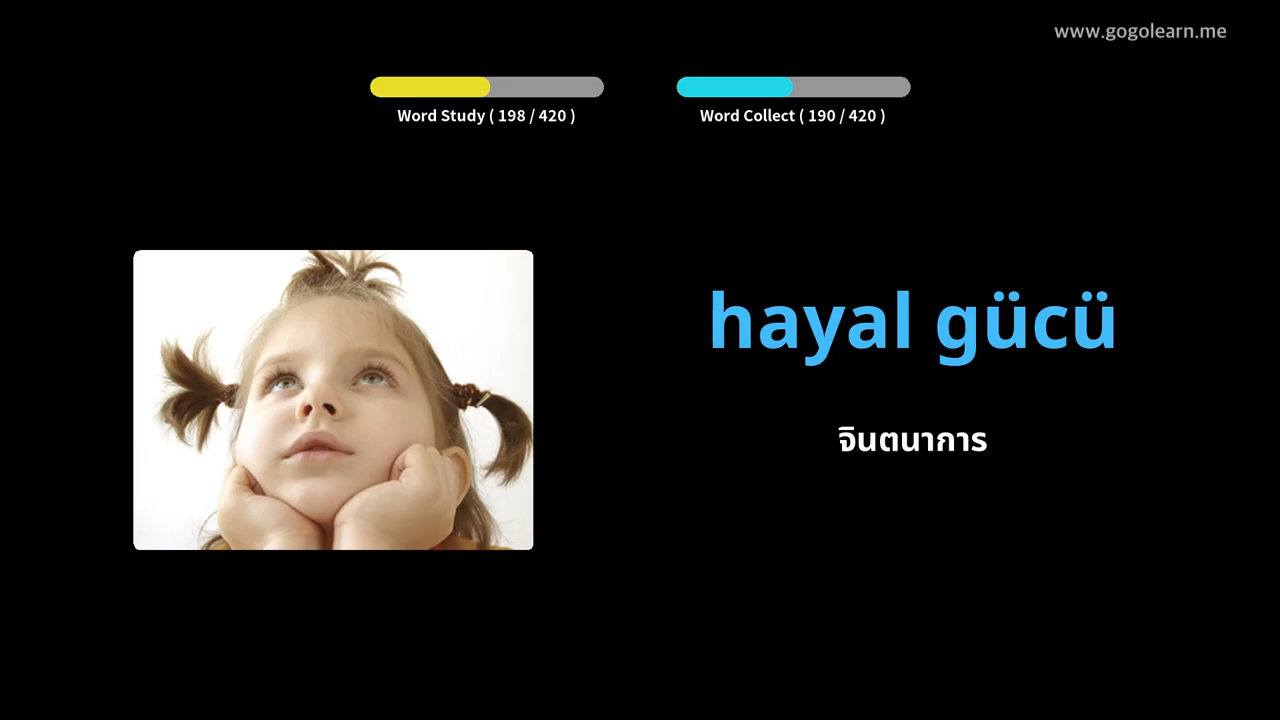 www.gogolearn.me
Word Study ( 198 / 420 )
Word Collect ( 190 / 420 )
hayal gücü
จินตนาการ